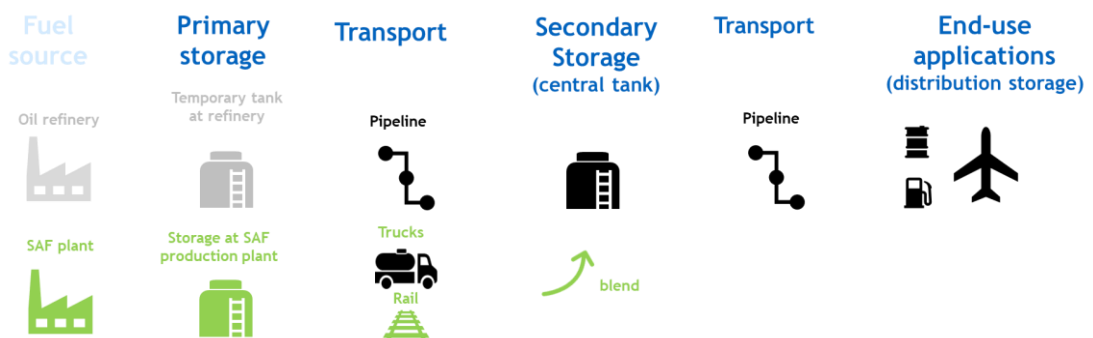 Fuel
source
Primary
storage
Transport
Secondary
Storage
(central tank)
Transport
End-use
applications
(distribution storage)
Oil refinery
Temporary tank
at refinery
Pipeline
Pipeline
SAF plant
Storage at SAF
production plant
Trucks
Rail
blend